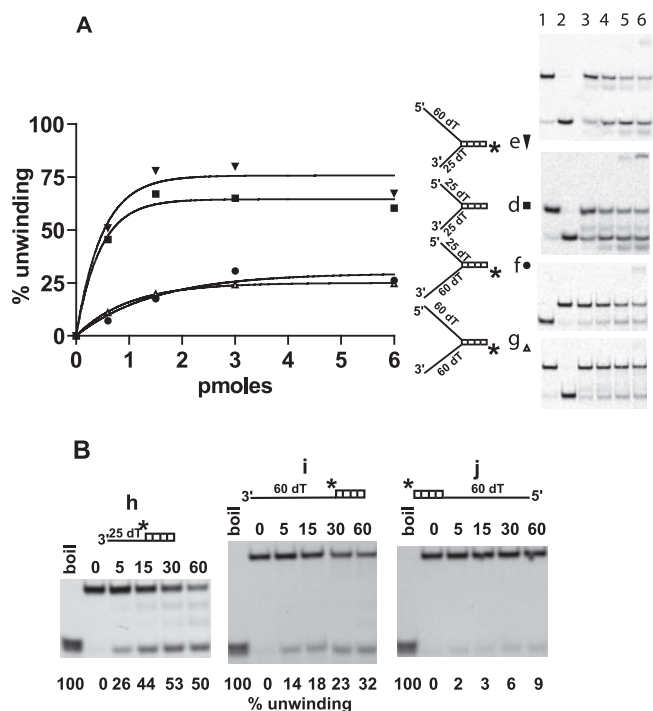 A
1 2 3 4 5 6
100
75
50
25
0
% unwinding
0 1 2 3 4 5 6
pmoles
5'
60 dT
3'
25 dT
* e
25 dT
3'
25 dT
d
5'
25 dT
3'
60 dT
* f
5'
60 dT
3'
60 dT
* g
B
h
3' 25 dT *
boil 0 5 15 30 60
100 0 26 44 53 50
i
3' 60 dT *
boil 0 5 15 30 60
100 0 14 18 23 32
j
* 60 dT 5'
boil 0 5 15 30 60
100 0 2 3 6 9
% unwinding